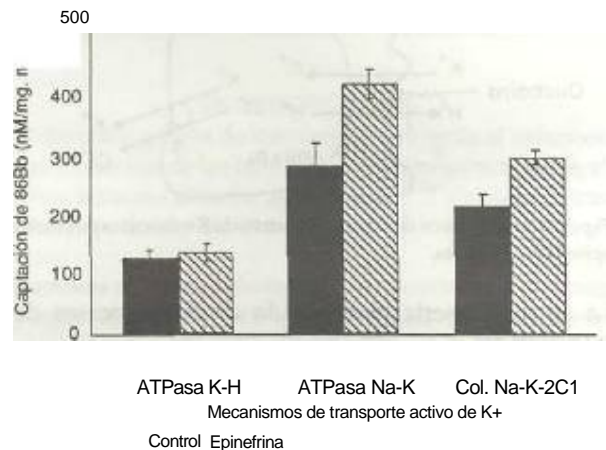 500
Captación de 86Bb (nM/mg. n
400
300
200
100
0
ATPasa K-H ATPasa Na-K Col. Na-K-2C1
Mecanismos de transporte activo de K+
Control Epinefrina